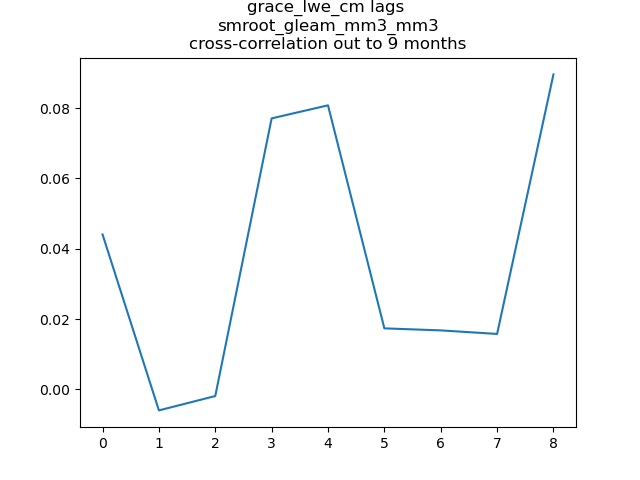 grace_lwe_cm lags
smroot_gleam_mm3_mm3
cross-correlation out to 9 months
0.08
0.06
0.04
0.02
0.00
0 1 2 3 4 5 6 7 8